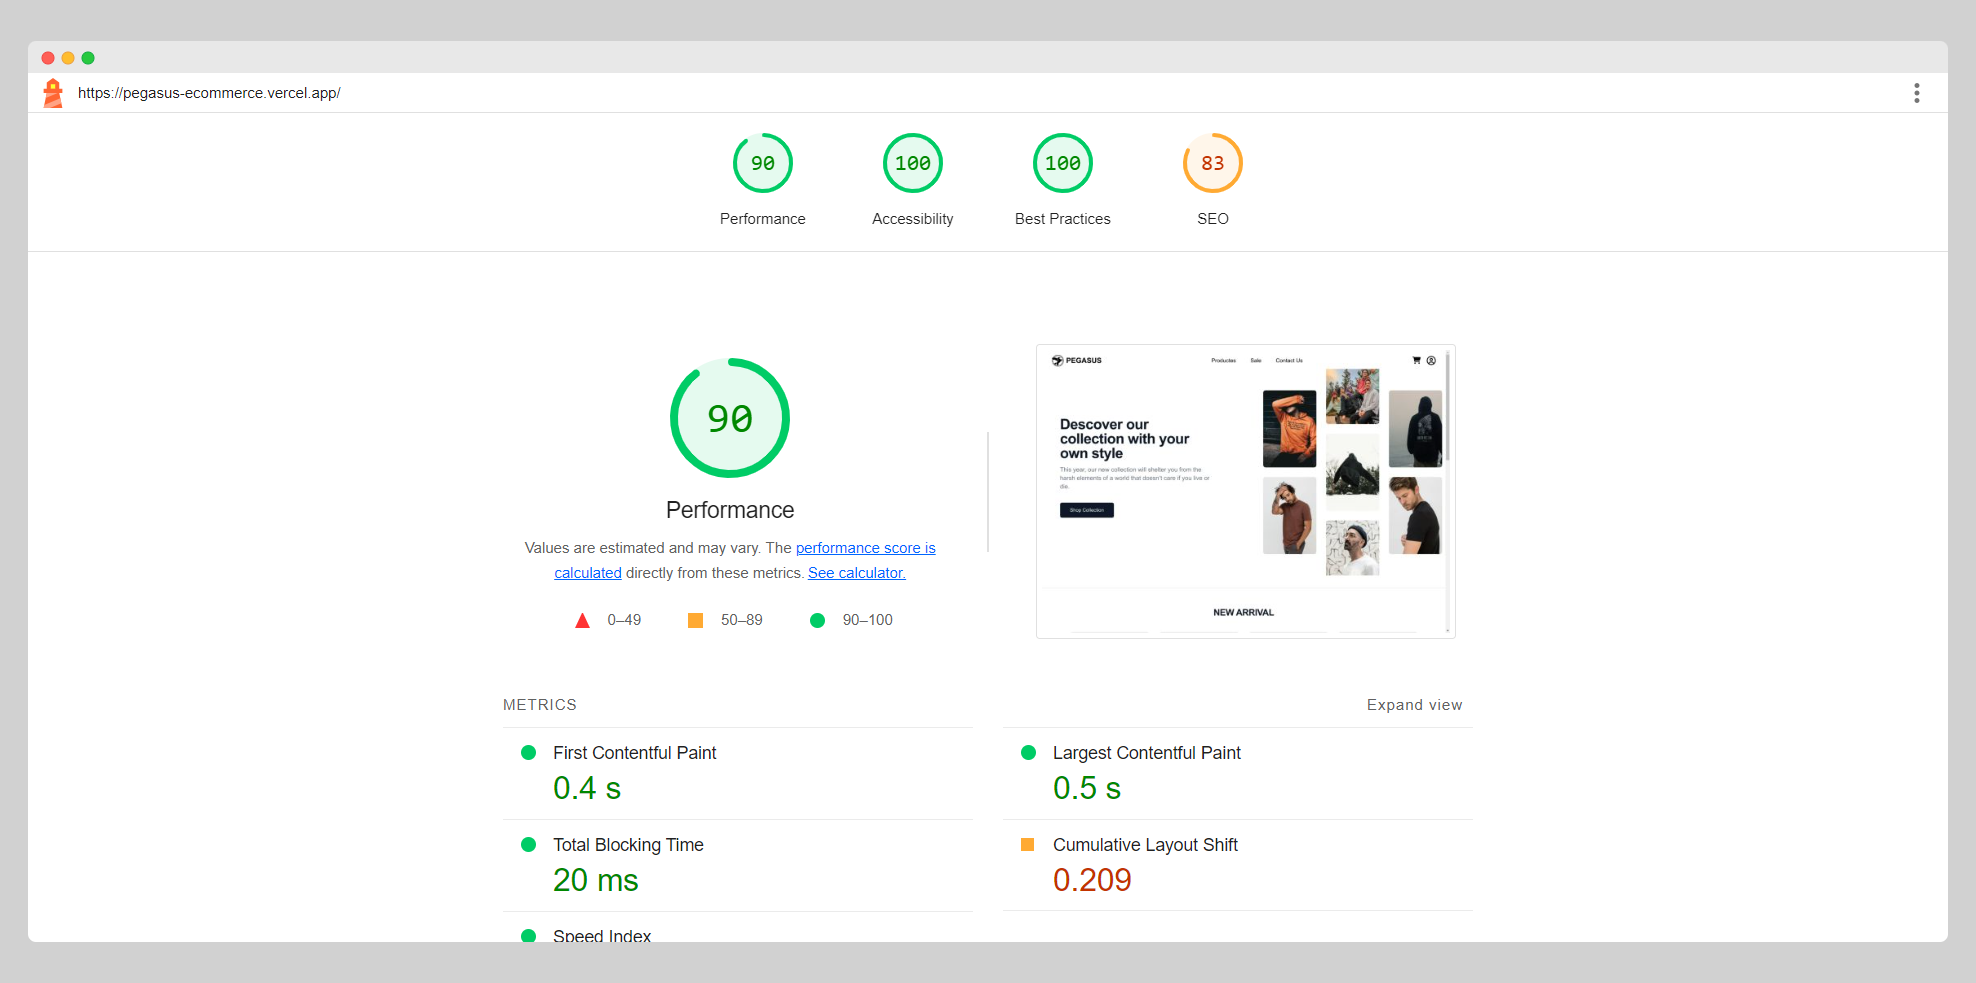 https://pegasus-ecommerce.vercel.app/
90
100
100
83
Performance
Accessibility
Best Practices
SEO
90
Performance
Values are estimated and may vary. The performance score is
calculated directly from these metrics. See calculator.
0–49
50–89
90–100
PEGASUS
Productes
Sale
Contact Us
Descover our
collection with your
own style
This year, our new collection will shelter you from the
harsh elements of a world that doesn't care if you live or
die.
Shop Collection
NEW ARRIVAL
METRICS
Expand view
First Contentful Paint
0.4 s
Largest Contentful Paint
0.5 s
Total Blocking Time
20 ms
Cumulative Layout Shift
0.209
Speed Index